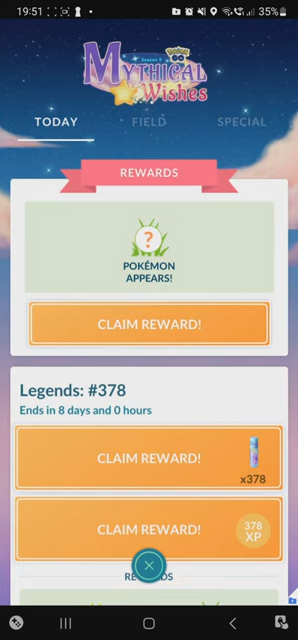 19:51
35%
Season 9
Pokémon GO
MYTHICAL
Wishes
TODAY
FIELD
SPECIAL
REWARDS
?
POKÉMON
APPEARS!
CLAIM REWARD!
Legends: #378
Ends in 8 days and 0 hours
CLAIM REWARD!
x378
CLAIM REWARD!
378
XP
REWARDS